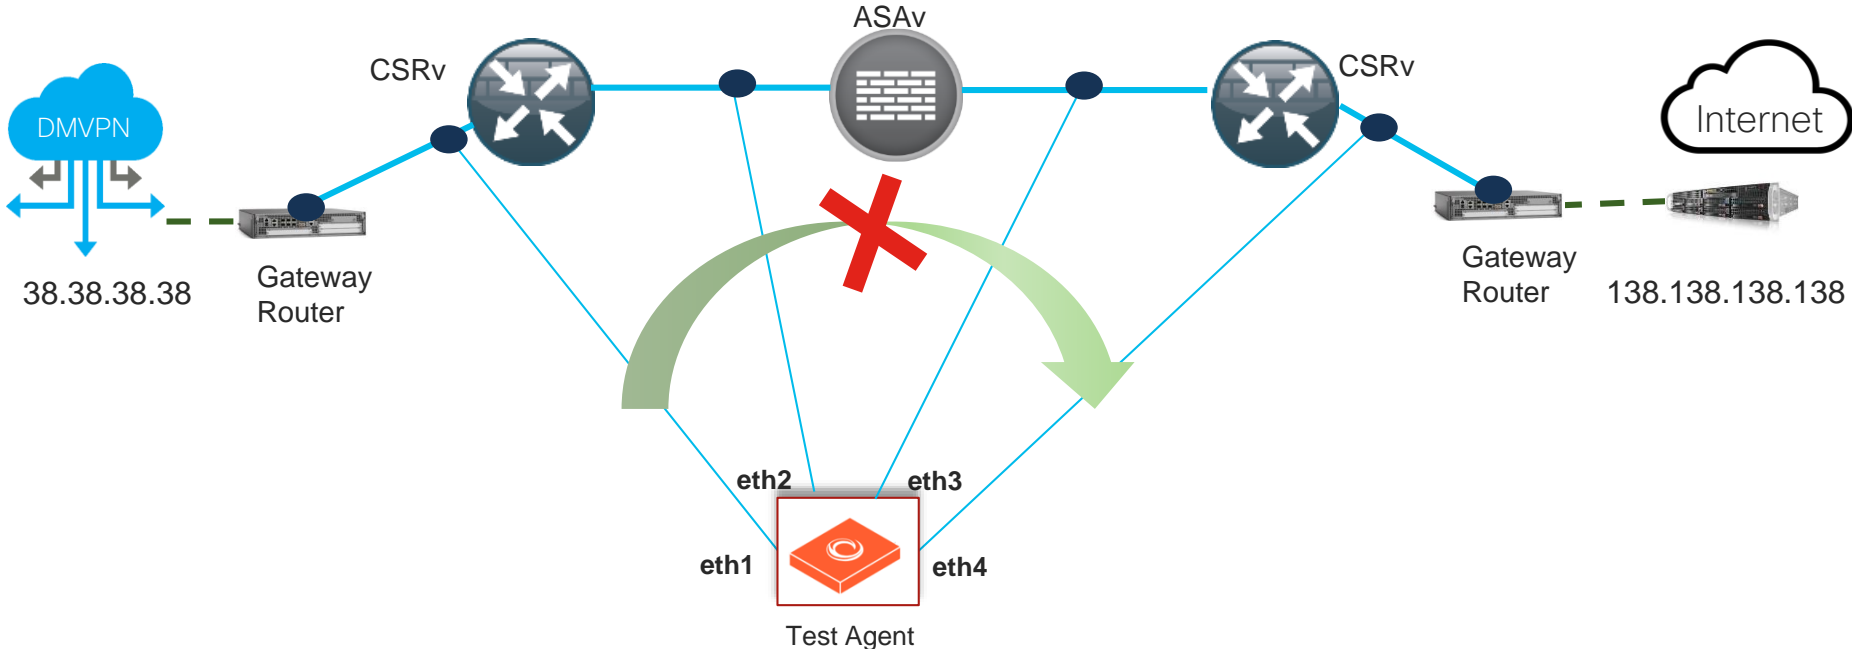 ASAv
CSRv
CSRv
DMVPN
Internet
Gateway
Router
Gateway
Router
38.38.38.38
138.138.138.138
eth2
eth3
eth1
eth4
Test Agent